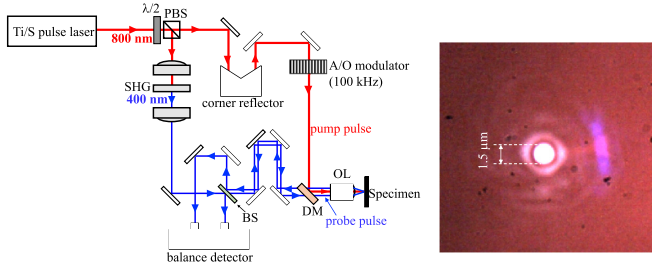 λ/2
PBS
Ti/S pulse laser
800 nm
A/O modulator
(100 kHz)
SHG
400 nm
corner reflector
1.5 μm
pump pulse
OL
Specimen
DM
BS
probe pulse
balance detector